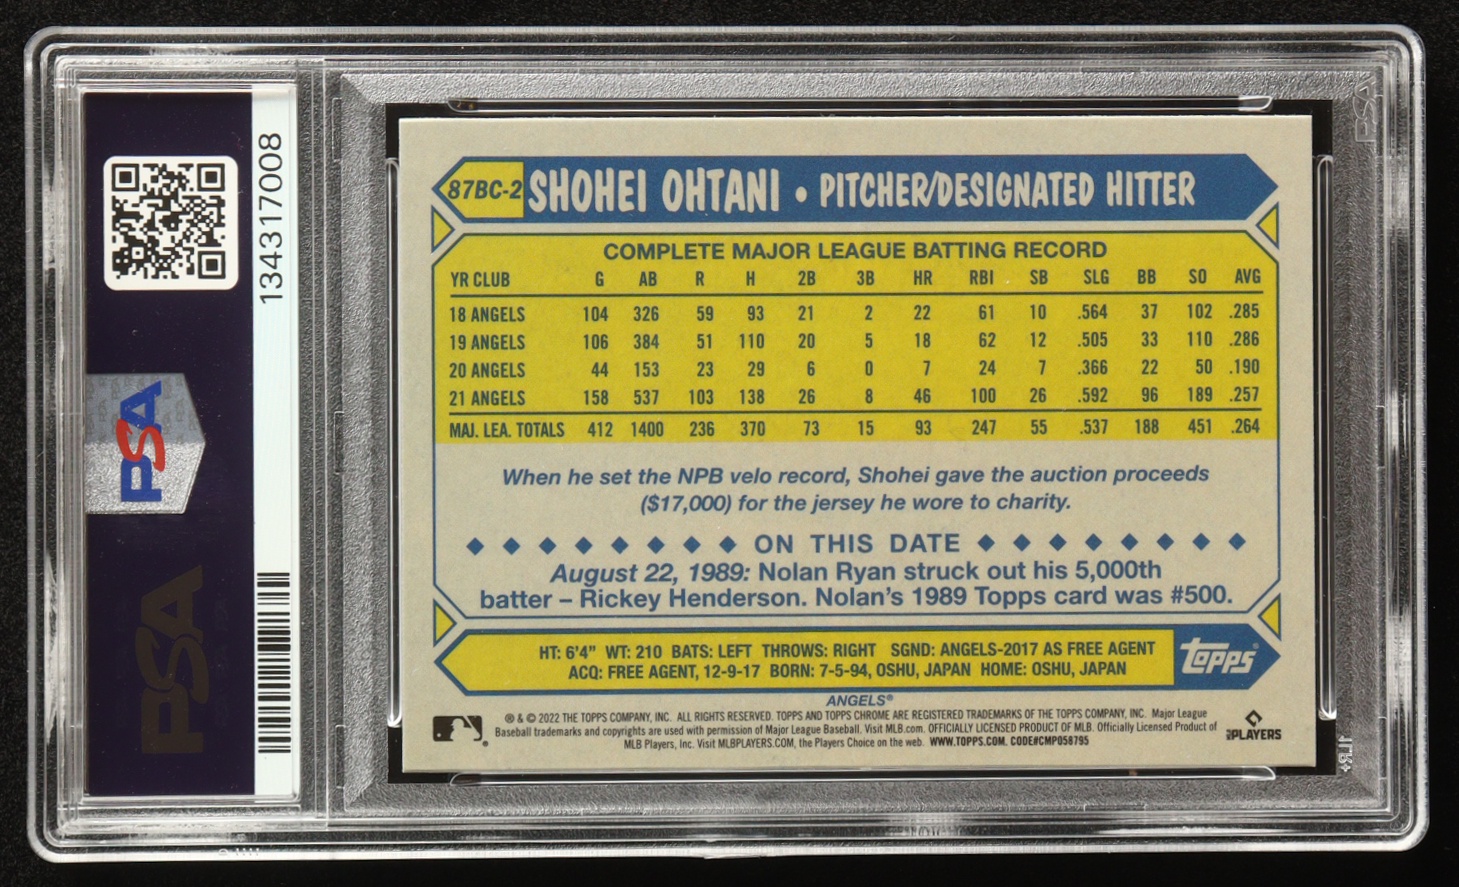 134317008
PSA
PSA
87BC-2 SHOHEI OHTANI • PITCHER/DESIGNATED HITTER
COMPLETE MAJOR LEAGUE BATTING RECORD
YR CLUB G AB R H 2B 3B HR RBI SB SLG BB SO AVG
18 ANGELS 104 326 59 93 21 2 22 61 10 .564 37 102 .285
19 ANGELS 106 384 51 110 20 5 18 62 12 .505 33 110 .286
20 ANGELS 44 153 23 29 6 0 7 24 7 .366 22 50 .190
21 ANGELS 158 537 103 138 26 8 46 100 26 .592 96 189 .257
MAJ. LEA. TOTALS 412 1400 236 370 73 15 93 247 55 .537 188 451 .264
When he set the NPB velo record, Shohei gave the auction proceeds
($17,000) for the jersey he wore to charity.
◆ ◆ ◆ ◆ ◆ ◆ ◆ ◆ ON THIS DATE ◆ ◆ ◆ ◆ ◆ ◆ ◆ ◆
August 22, 1989: Nolan Ryan struck out his 5,000th
batter – Rickey Henderson. Nolan's 1989 Topps card was #500.
HT: 6'4" WT: 210 BATS: LEFT THROWS: RIGHT SGND: ANGELS-2017 AS FREE AGENT
ACQ: FREE AGENT, 12-9-17 BORN: 7-5-94, OSHU, JAPAN HOME: OSHU, JAPAN
Topps®
ANGELS®
® & © 2022 THE TOPPS COMPANY, INC. ALL RIGHTS RESERVED. TOPPS AND TOPPS CHROME ARE REGISTERED TRADEMARKS OF THE TOPPS COMPANY, INC. Major League
Baseball trademarks and copyrights are used with permission of Major League Baseball. Visit MLB.com. OFFICIALLY LICENSED PRODUCT OF MLB. Officially Licensed Product of
MLB Players, Inc. Visit MLBPLAYERS.COM, the Players Choice on the web. WWW.TOPPS.COM. CODE#CMP058795
PLAYERS
PSA